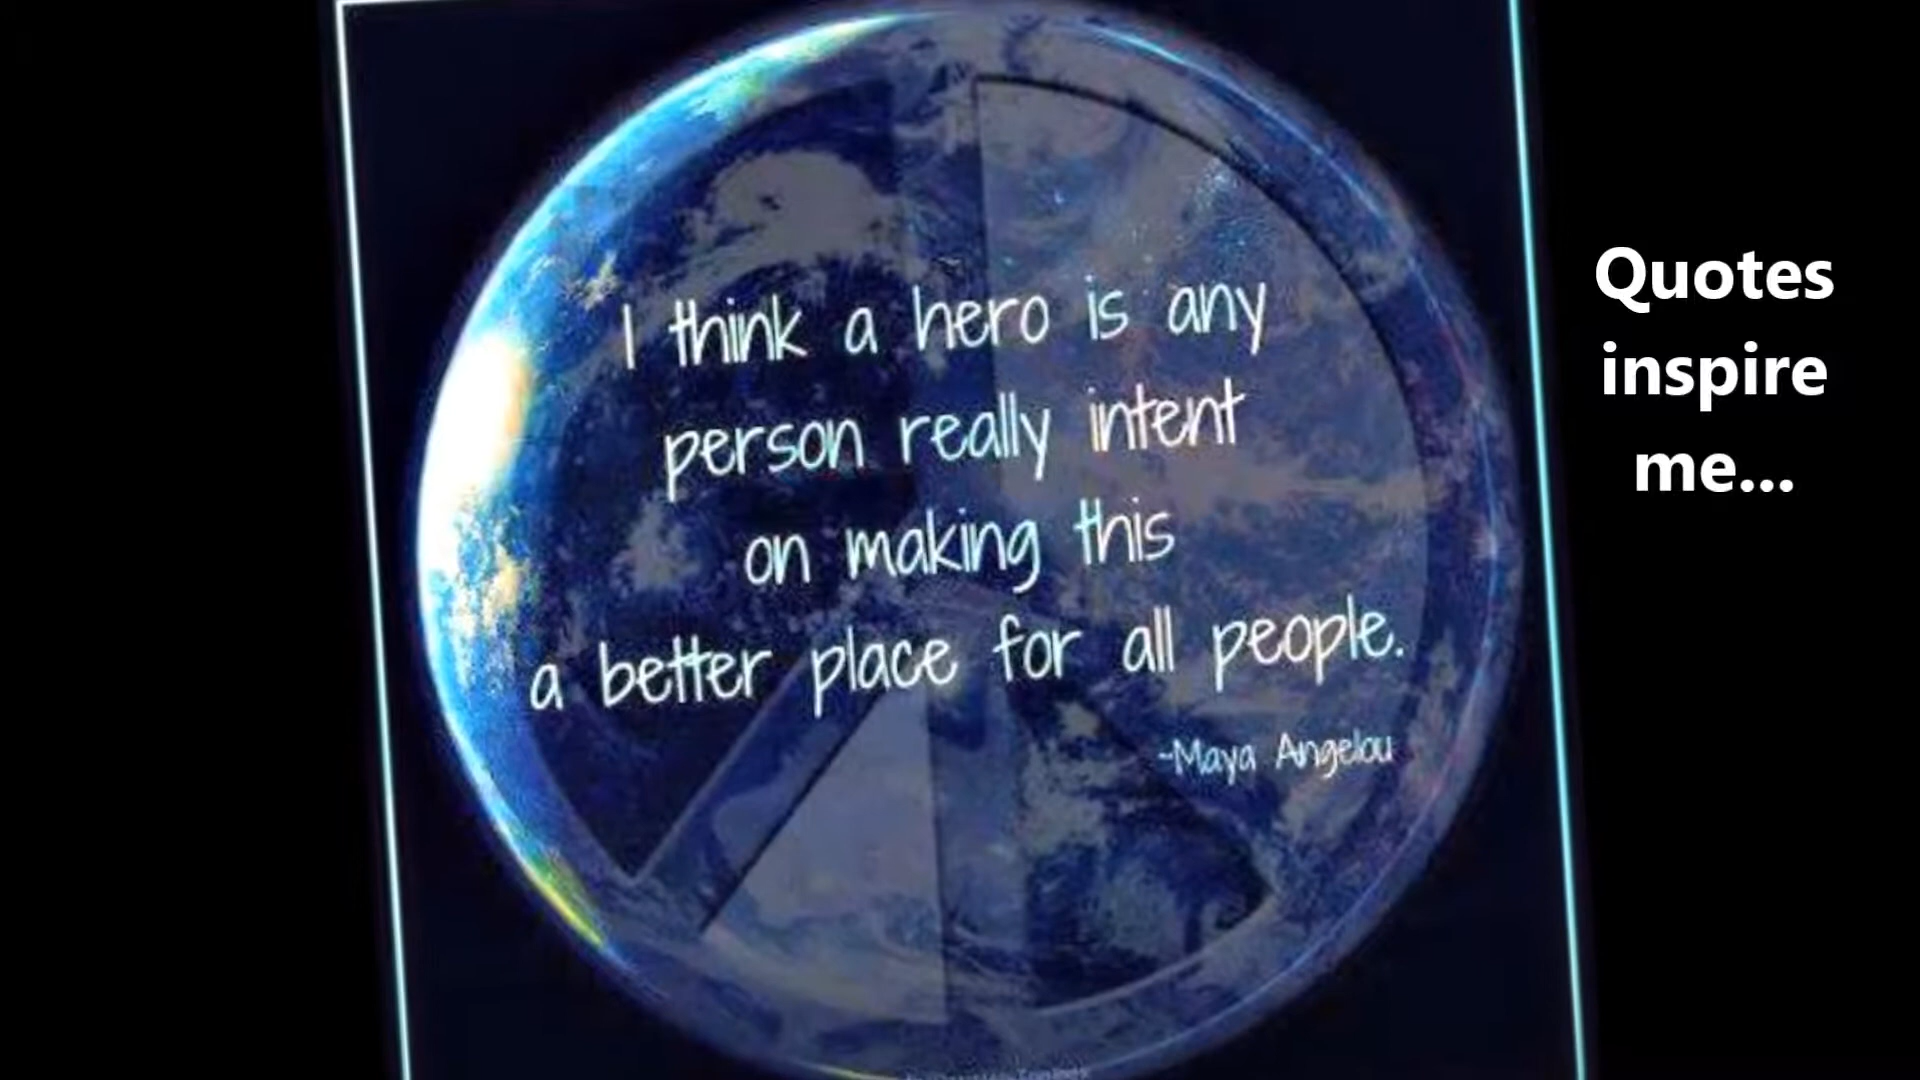 I think a hero is any
person really intent
on making this
a better place for all people.
-Maya Angelou
Quotes
inspire
me...